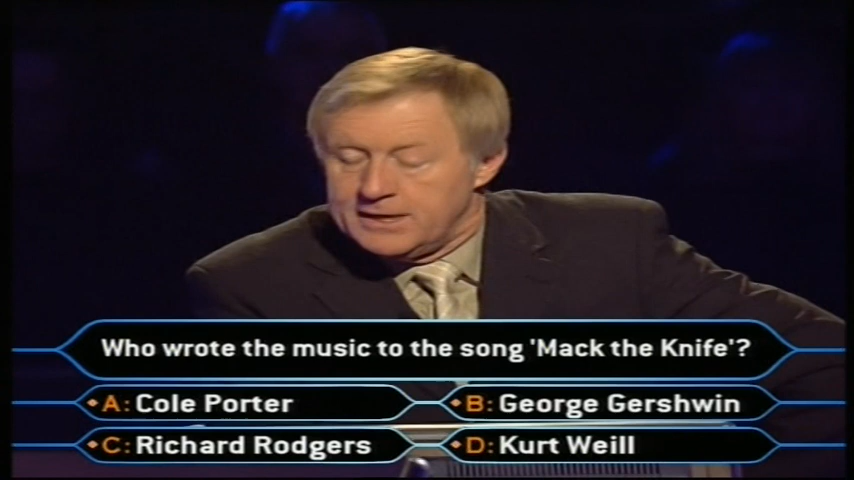 Who wrote the music to the song 'Mack the Knife'?
A: Cole Porter
B: George Gershwin
C: Richard Rodgers
D: Kurt Weill